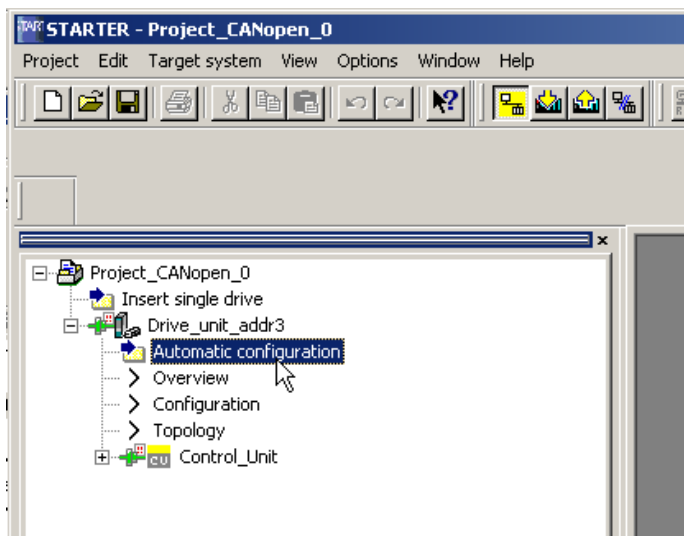 STARTER - Project_CANopen_0
Project Edit Target system View Options Window Help
Project_CANopen_0
Insert single drive
Drive_unit_addr3
Automatic configuration
Overview
Configuration
Topology
CU Control_Unit